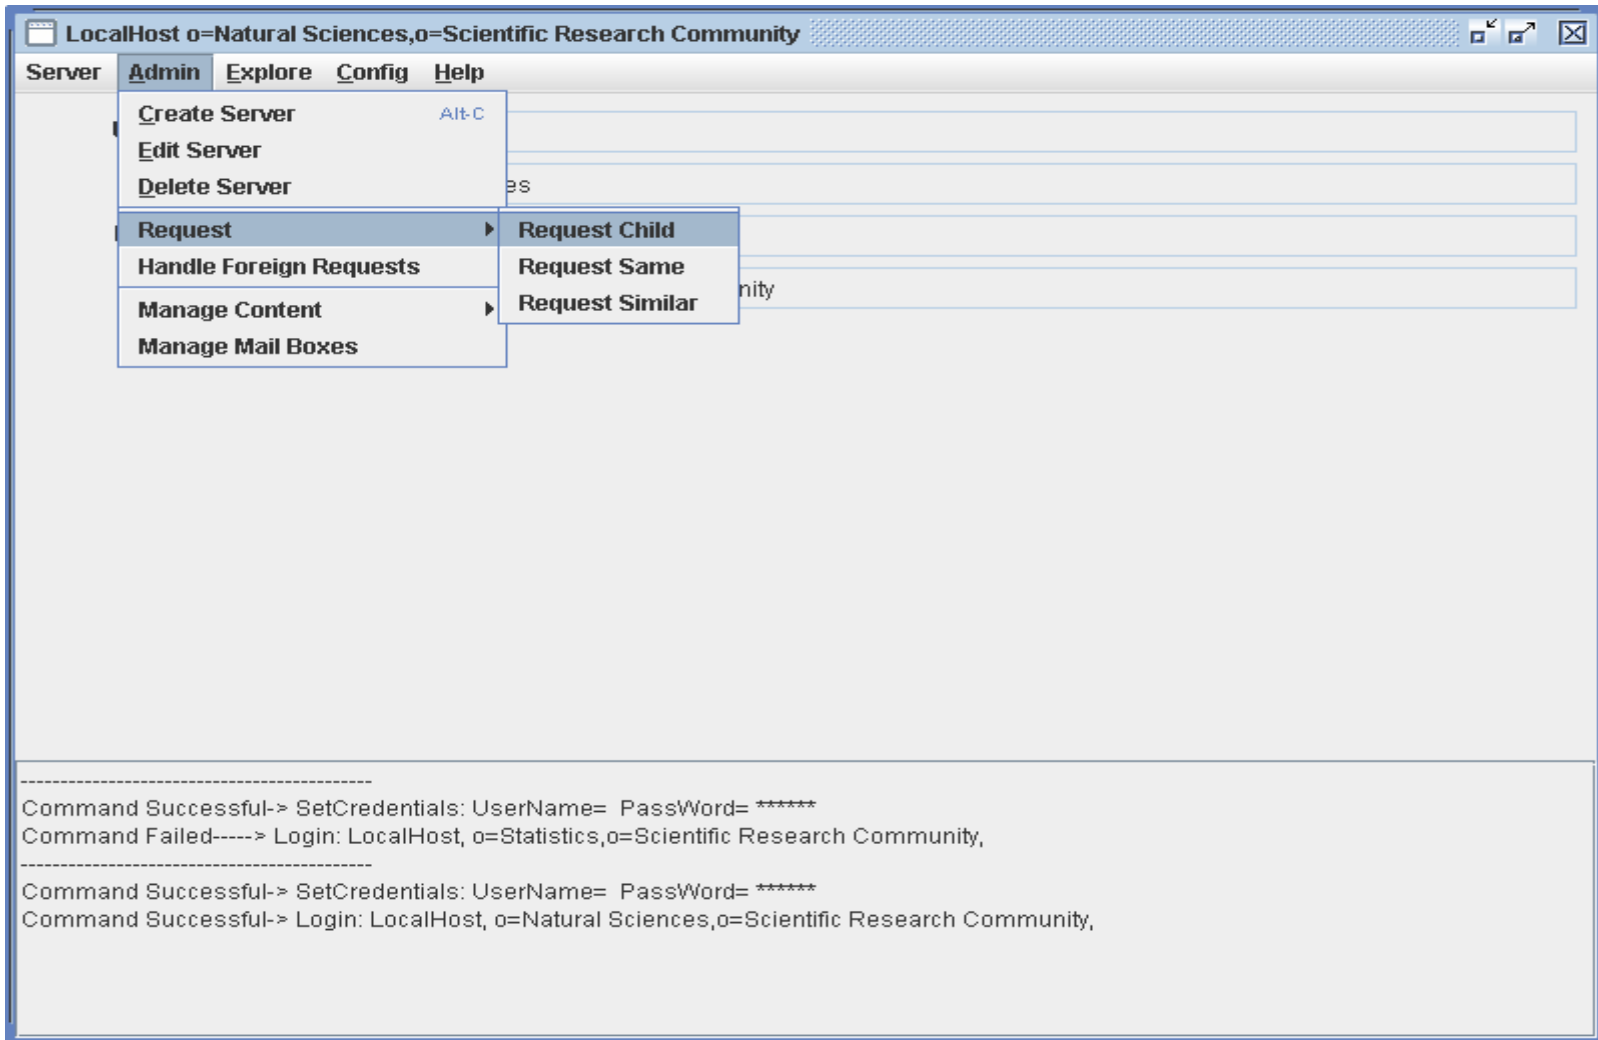 LocalHost o=Natural Sciences,o=Scientific Research Community
Server Admin Explore Config Help
Create Server Alt-C
Edit Server
Delete Server
es
Request Request Child
Handle Foreign Requests Request Same
nity
Manage Content Request Similar
Manage Mail Boxes
-------------------------------------------
Command Successful-> SetCredentials: UserName= PassWord= ******
Command Failed-----> Login: LocalHost, o=Statistics,o=Scientific Research Community,
-------------------------------------------
Command Successful-> SetCredentials: UserName= PassWord= ******
Command Successful-> Login: LocalHost, o=Natural Sciences,o=Scientific Research Community,